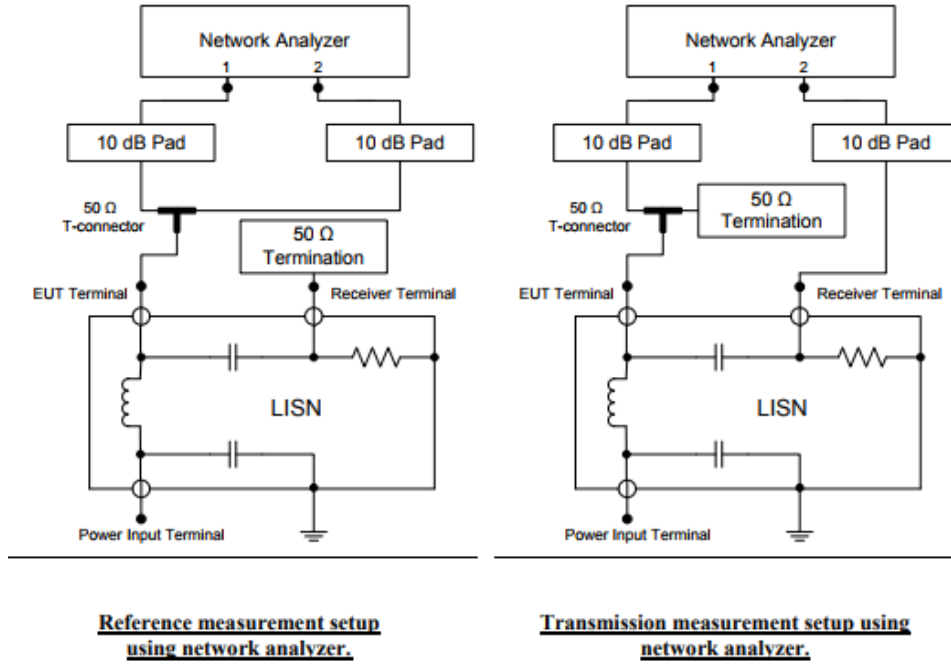 Network Analyzer
1 2
10 dB Pad
10 dB Pad
50 Ω
T-connector
50 Ω
Termination
EUT Terminal
Receiver Terminal
LISN
Power Input Terminal
Reference measurement setup
using network analyzer.
Network Analyzer
1 2
10 dB Pad
10 dB Pad
50 Ω
T-connector
50 Ω
Termination
EUT Terminal
Receiver Terminal
LISN
Power Input Terminal
Transmission measurement setup using
network analyzer.